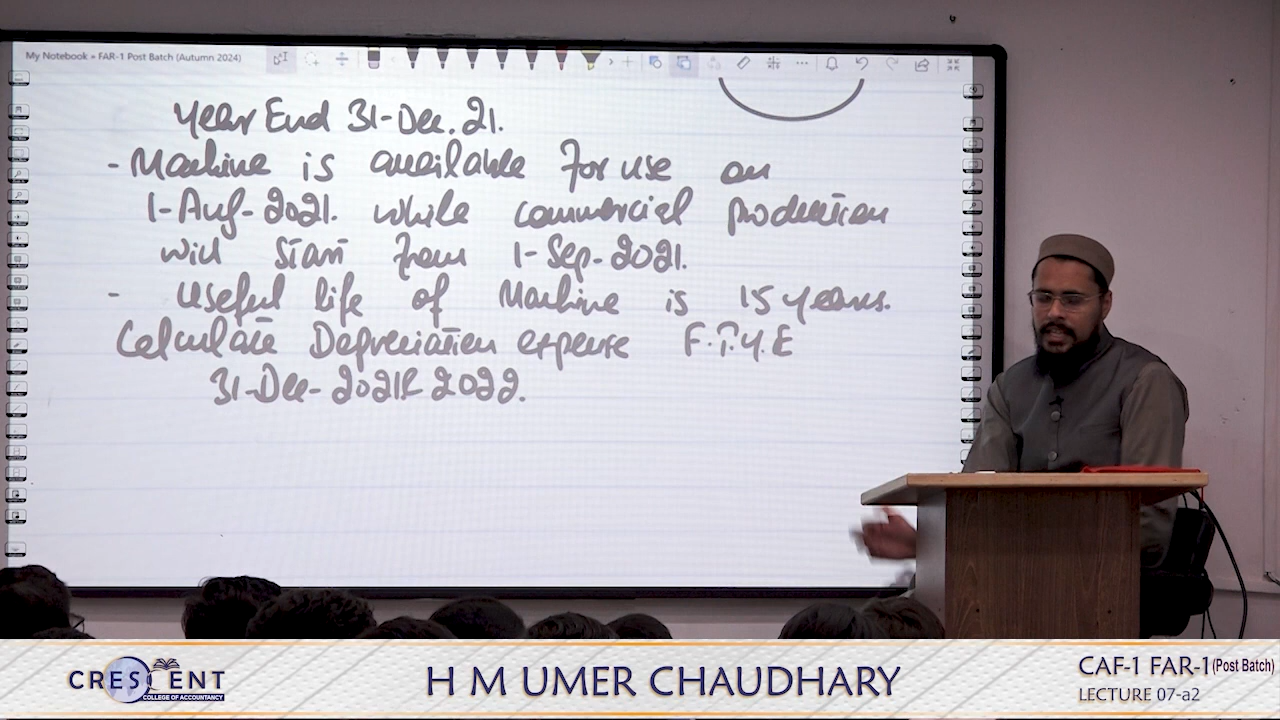 My Notebook » FAR-1 Post Batch (Autumn 2024)
Year End 31-Dec.21.
- Machine is available for use on
1-Aug-2021. while commercial production
will start from 1-Sep-2021.
- useful life of Machine is 15 years.
Calculate Depreciation expense F.T.Y.E
31-Dec-2021& 2022.
CRESCENT
COLLEGE OF ACCOUNTANCY
H M UMER CHAUDHARY
CAF-1 FAR-1(Post Batch)
LECTURE 07-a2